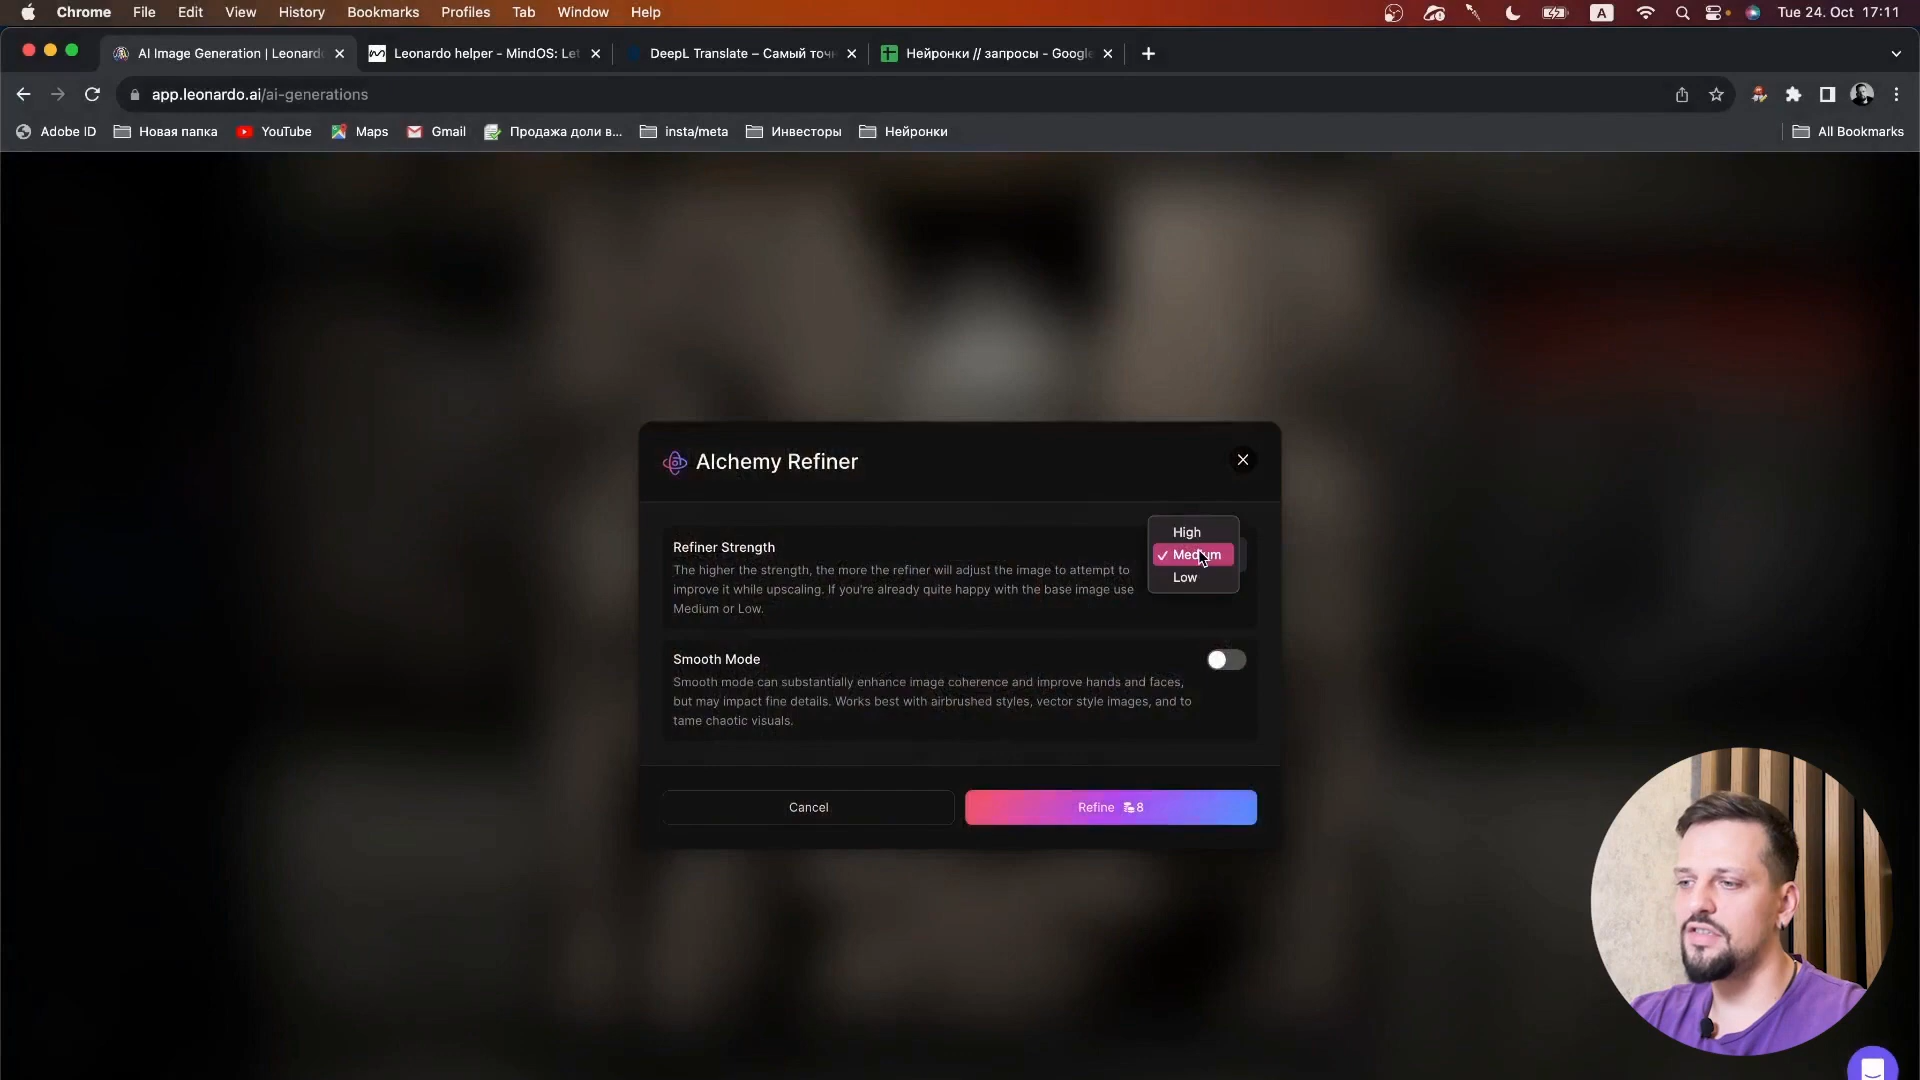 Chrome File Edit View History Bookmarks Profiles Tab Window Help A Tue 24. Oct 17:11
AI Image Generation | Leonardo
Leonardo helper - MindOS: Let
DeepL Translate – Самый точн
Нейронки // запросы - Google
app.leonardo.ai/ai-generations
Adobe ID Новая папка YouTube Maps Gmail Продажа доли в... insta/meta Инвесторы Нейронки All Bookmarks
Alchemy Refiner
High
Medium
Low
Refiner Strength
The higher the strength, the more the refiner will adjust the image to attempt to
improve it while upscaling. If you're already quite happy with the base image use
Medium or Low.
Smooth Mode
Smooth mode can substantially enhance image coherence and improve hands and faces,
but may impact fine details. Works best with airbrushed styles, vector style images, and to
tame chaotic visuals.
Cancel
Refine 8